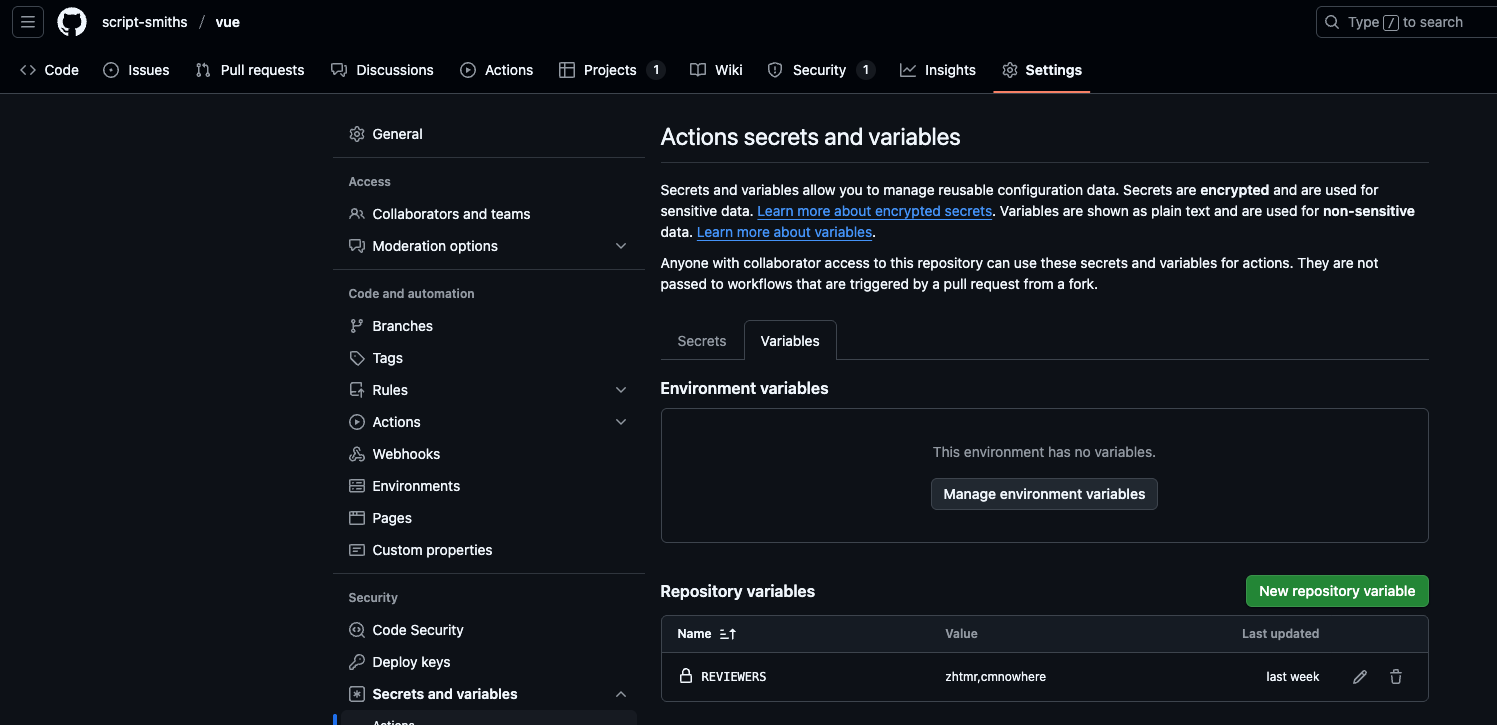 script-smiths / vue
Type / to search
Code Issues Pull requests Discussions Actions Projects 1 Wiki Security 1 Insights Settings
General
Access
Collaborators and teams
Moderation options
Code and automation
Branches
Tags
Rules
Actions
Webhooks
Environments
Pages
Custom properties
Security
Code Security
Deploy keys
Secrets and variables
Actions
Actions secrets and variables
Secrets and variables allow you to manage reusable configuration data. Secrets are encrypted and are used for
sensitive data. Learn more about encrypted secrets. Variables are shown as plain text and are used for non-sensitive
data. Learn more about variables.
Anyone with collaborator access to this repository can use these secrets and variables for actions. They are not
passed to workflows that are triggered by a pull request from a fork.
Secrets Variables
Environment variables
This environment has no variables.
Manage environment variables
Repository variables New repository variable
Name Value Last updated
REVIEWERS zhtmr,cmnowhere last week